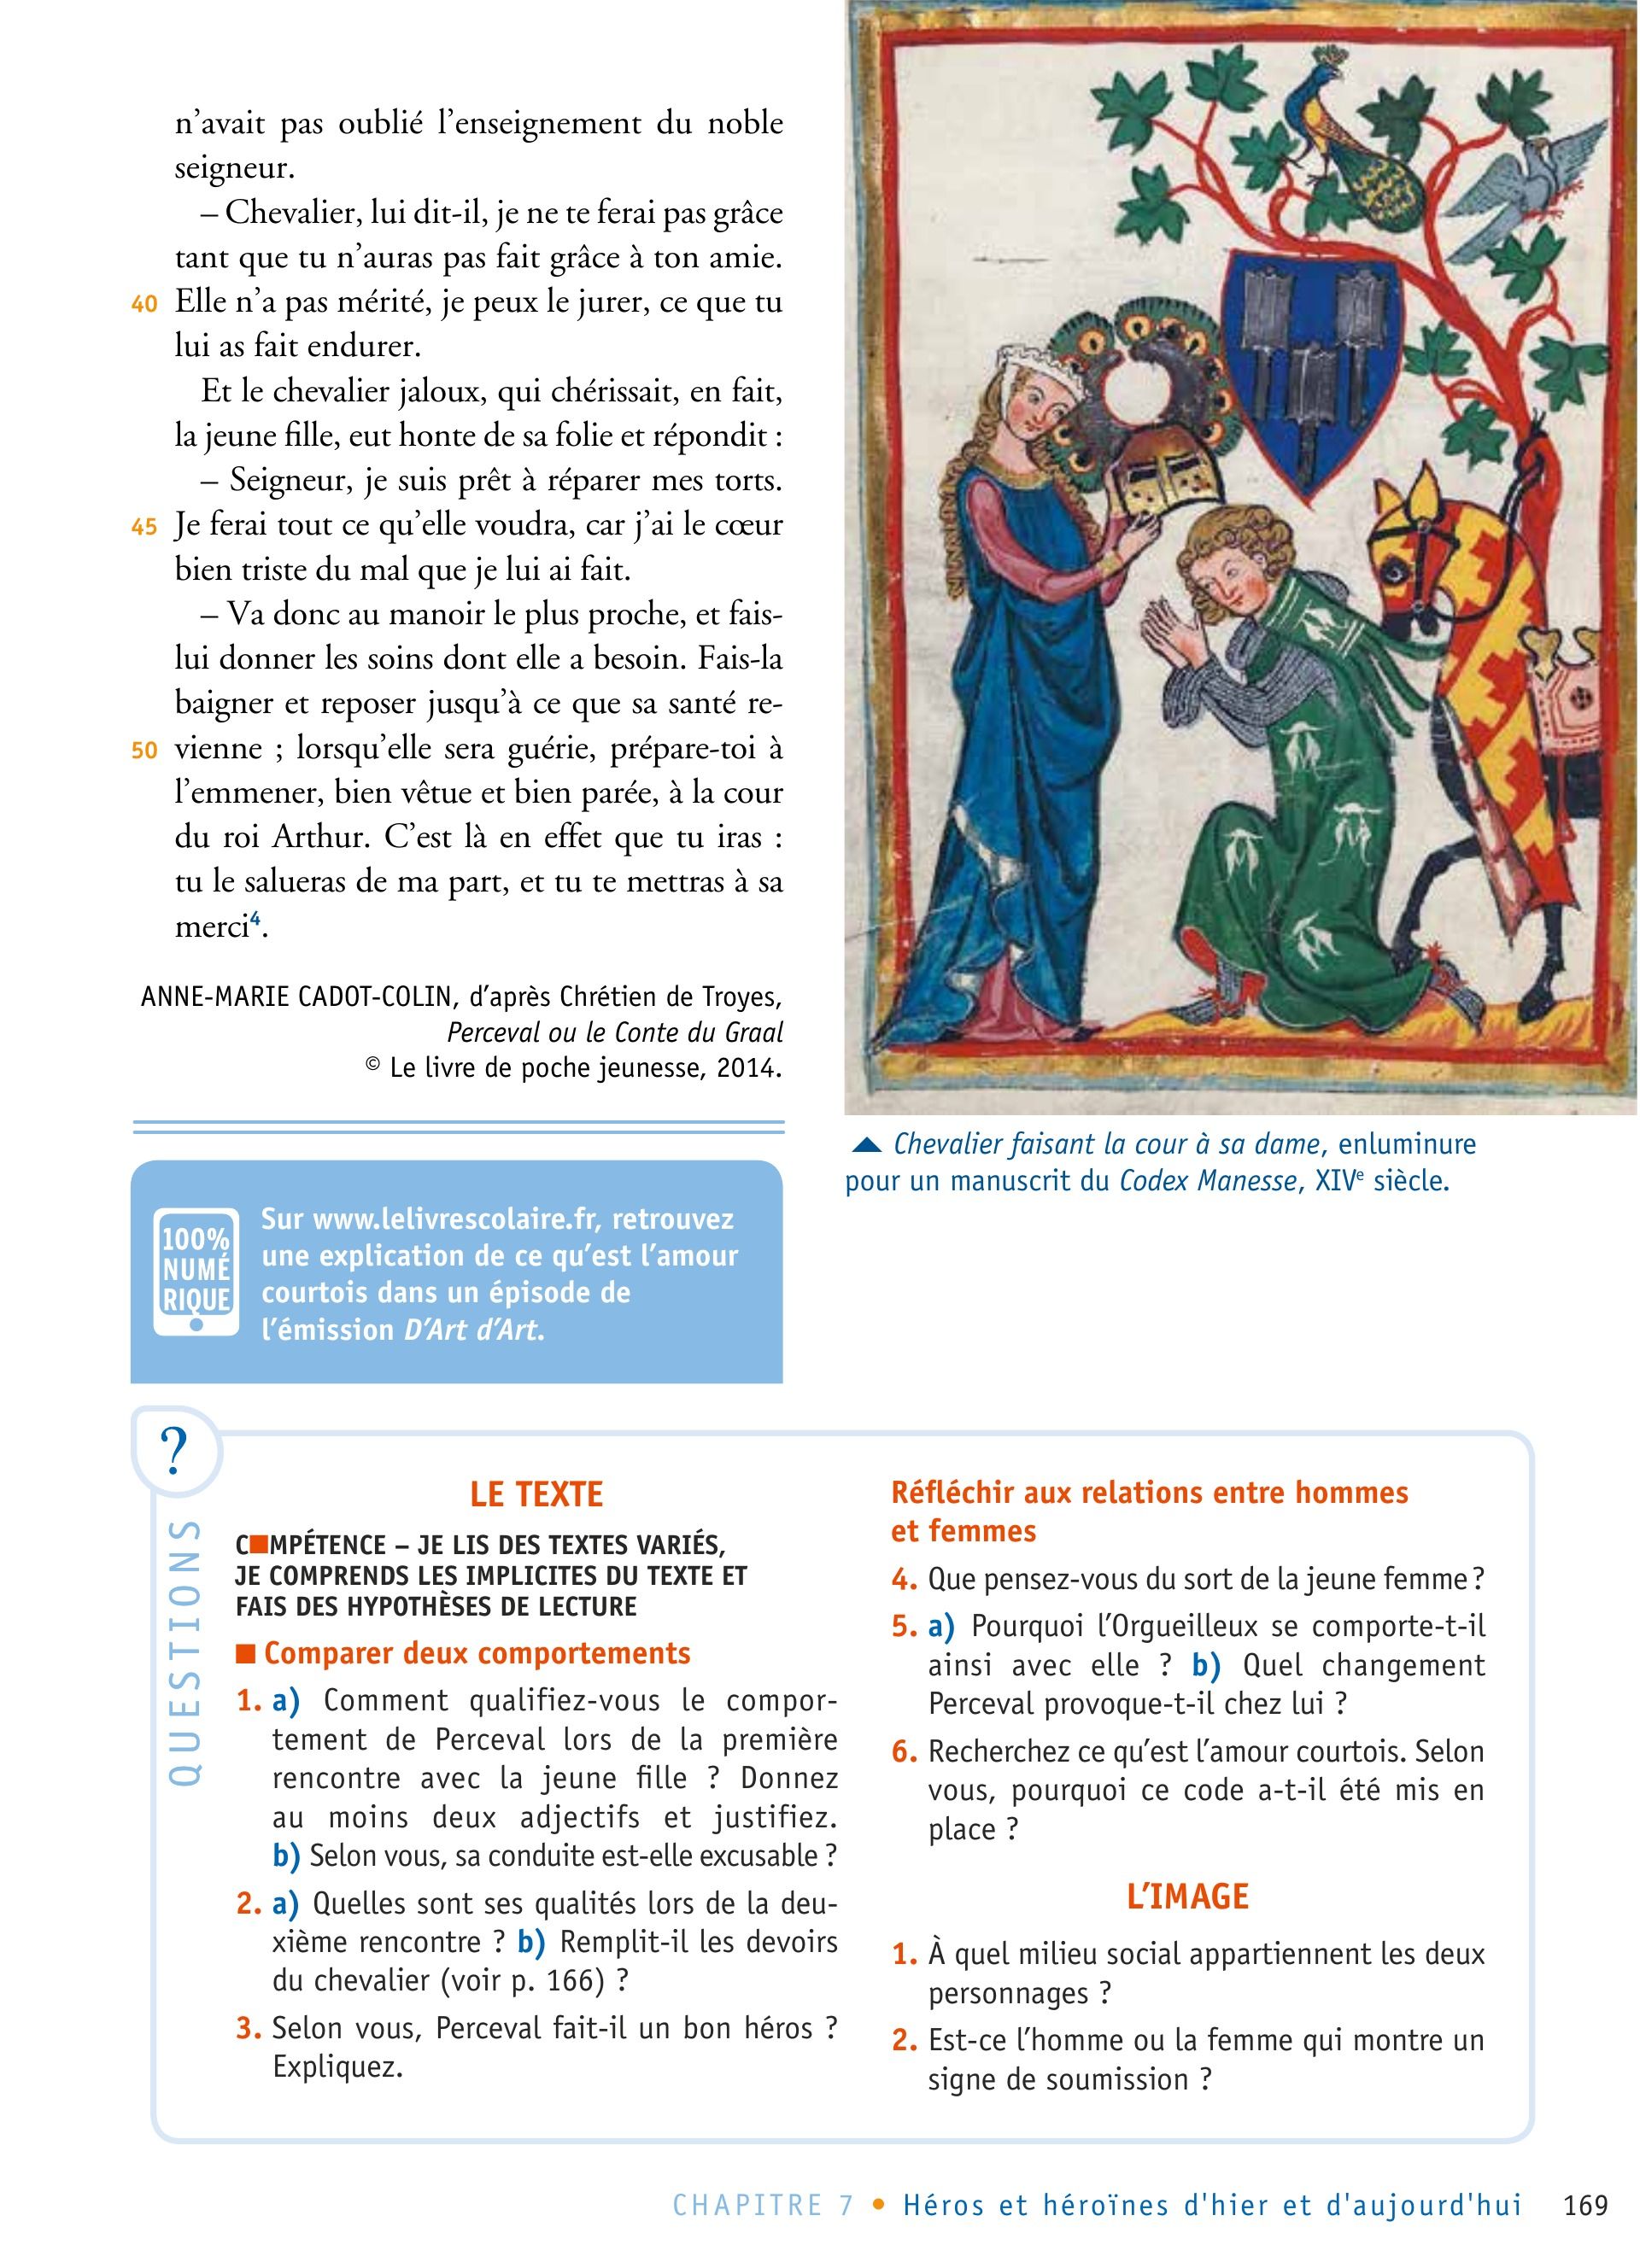 n’avait pas oublié l’enseignement du noble
seigneur.
– Chevalier, lui dit-il, je ne te ferai pas grâce
tant que tu n’auras pas fait grâce à ton amie.
40 Elle n’a pas mérité, je peux le jurer, ce que tu
lui as fait endurer.
Et le chevalier jaloux, qui chérissait, en fait,
la jeune fille, eut honte de sa folie et répondit :
– Seigneur, je suis prêt à réparer mes torts.
45 Je ferai tout ce qu’elle voudra, car j’ai le cœur
bien triste du mal que je lui ai fait.
– Va donc au manoir le plus proche, et fais-
lui donner les soins dont elle a besoin. Fais-la
baigner et reposer jusqu’à ce que sa santé re-
50 vienne ; lorsqu’elle sera guérie, prépare-toi à
l’emmener, bien vêtue et bien parée, à la cour
du roi Arthur. C’est là en effet que tu iras :
tu le salueras de ma part, et tu te mettras à sa
merci4.
ANNE-MARIE CADOT-COLIN, d’après Chrétien de Troyes,
Perceval ou le Conte du Graal
© Le livre de poche jeunesse, 2014.
Chevalier faisant la cour à sa dame, enluminure
pour un manuscrit du Codex Manesse, XIVe siècle.
100%
NUMÉ
RIQUE
Sur www.lelivrescolaire.fr, retrouvez
une explication de ce qu’est l’amour
courtois dans un épisode de
l’émission D’Art d’Art.
?
QUESTIONS
LE TEXTE
C■MPÉTENCE – JE LIS DES TEXTES VARIÉS,
JE COMPRENDS LES IMPLICITES DU TEXTE ET
FAIS DES HYPOTHÈSES DE LECTURE
■ Comparer deux comportements
1. a) Comment qualifiez-vous le compor-
tement de Perceval lors de la première
rencontre avec la jeune fille ? Donnez
au moins deux adjectifs et justifiez.
b) Selon vous, sa conduite est-elle excusable ?
2. a) Quelles sont ses qualités lors de la deu-
xième rencontre ? b) Remplit-il les devoirs
du chevalier (voir p. 166) ?
3. Selon vous, Perceval fait-il un bon héros ?
Expliquez.
Réfléchir aux relations entre hommes
et femmes
4. Que pensez-vous du sort de la jeune femme ?
5. a) Pourquoi l’Orgueilleux se comporte-t-il
ainsi avec elle ? b) Quel changement
Perceval provoque-t-il chez lui ?
6. Recherchez ce qu’est l’amour courtois. Selon
vous, pourquoi ce code a-t-il été mis en
place ?
L’IMAGE
1. À quel milieu social appartiennent les deux
personnages ?
2. Est-ce l’homme ou la femme qui montre un
signe de soumission ?
CHAPITRE 7 • Héros et héroïnes d'hier et d'aujourd'hui 169